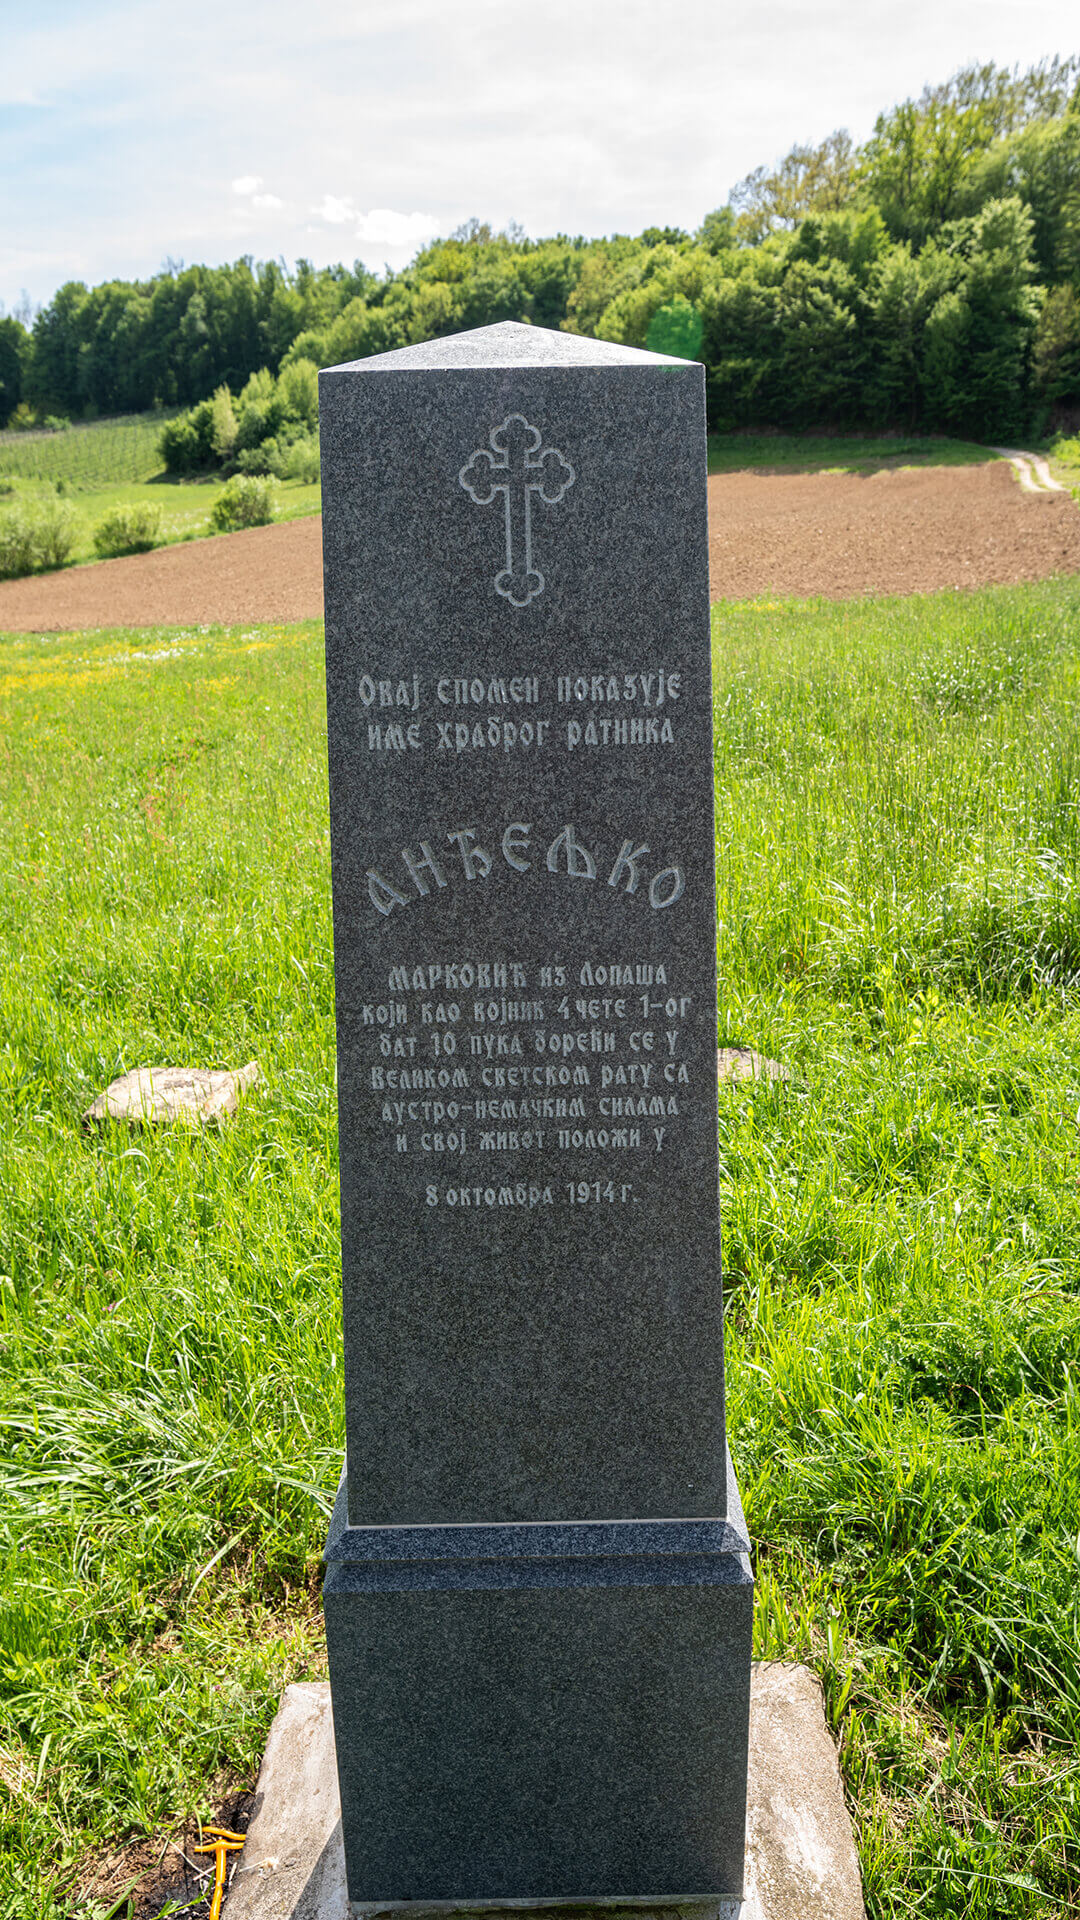 Овај спомен показује
име храброг ратника
Анђељко
Марковић из Лопаша
који као војник 4 чете 1-ог
бат 10 пука борећи се у
Великом светском рату са
аустро-немачким силама
и свој живот положи у
8 октомбра 1914 г.